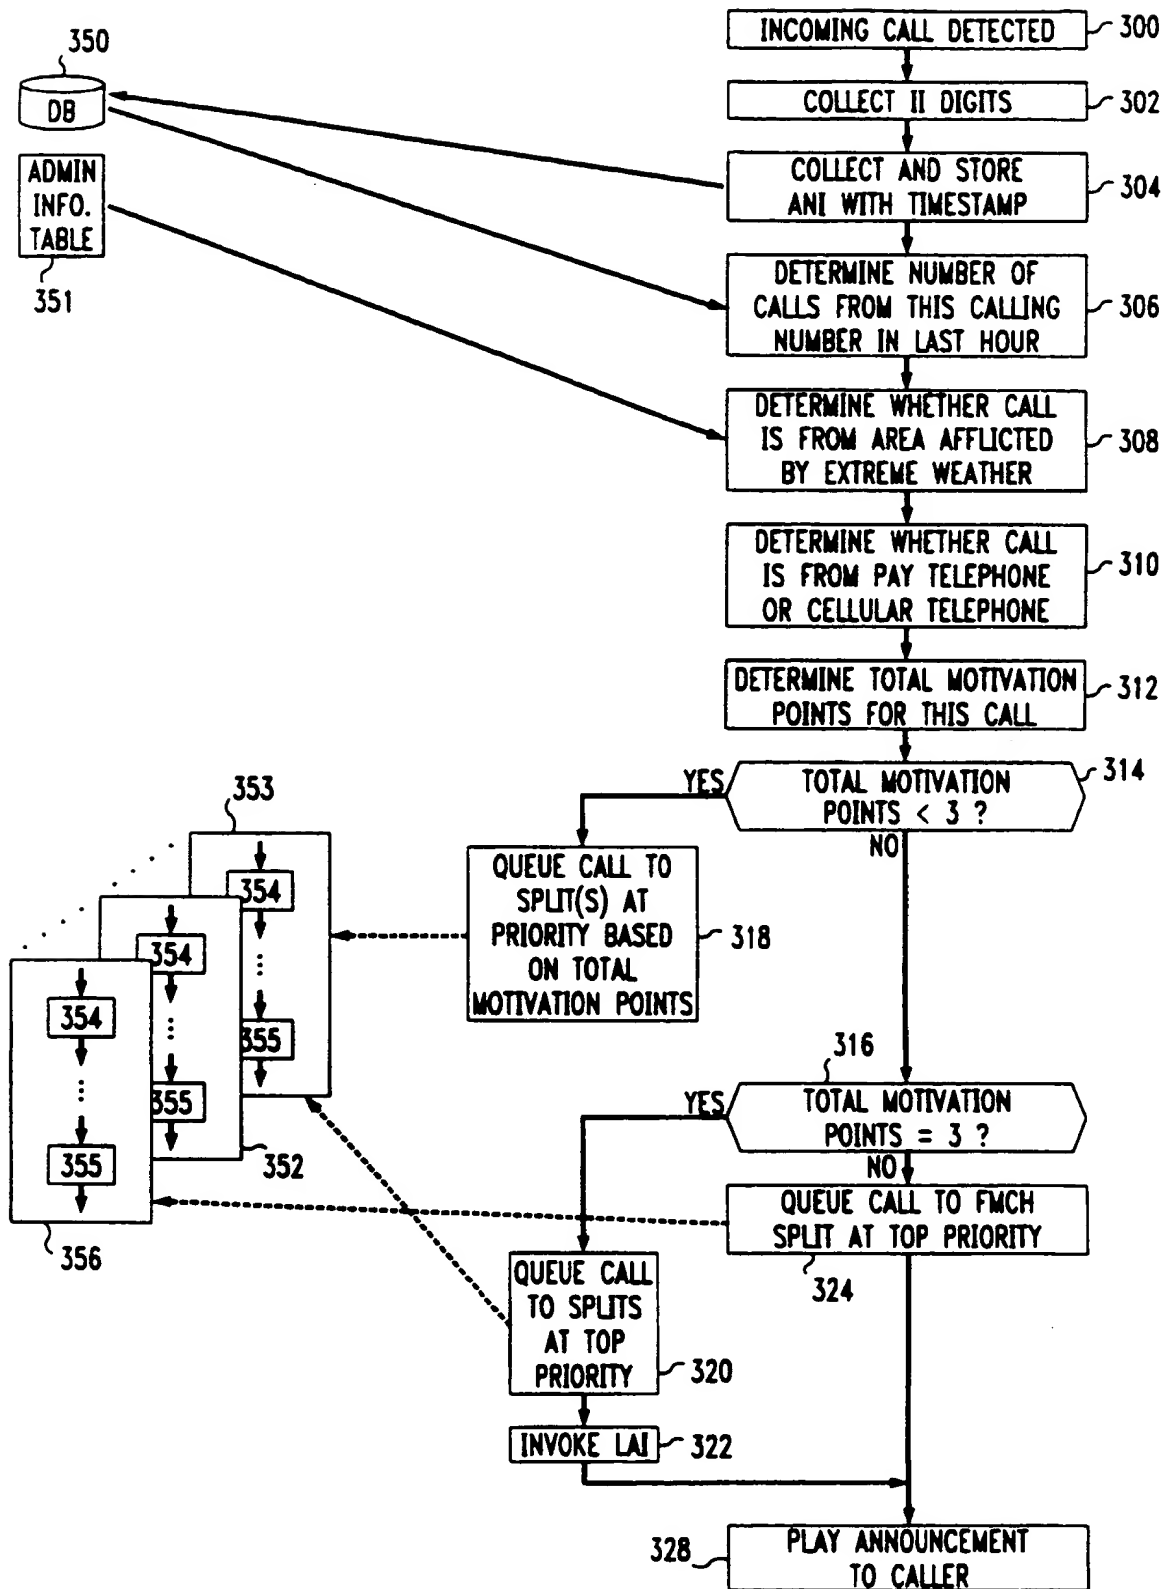 INCOMING CALL DETECTED
300
COLLECT II DIGITS
302
COLLECT AND STORE
ANI WITH TIMESTAMP
304
350
DB
ADMIN
INFO.
TABLE
351
DETERMINE NUMBER OF
CALLS FROM THIS CALLING
NUMBER IN LAST HOUR
306
DETERMINE WHETHER CALL
IS FROM AREA AFFLICTED
BY EXTREME WEATHER
308
DETERMINE WHETHER CALL
IS FROM PAY TELEPHONE
OR CELLULAR TELEPHONE
310
DETERMINE TOTAL MOTIVATION
POINTS FOR THIS CALL
312
TOTAL MOTIVATION
POINTS < 3 ?
314
YES
NO
QUEUE CALL TO
SPLIT(S) AT
PRIORITY BASED
ON TOTAL
MOTIVATION POINTS
318
353
354
355
354
355
352
354
355
356
316
TOTAL MOTIVATION
POINTS = 3 ?
YES
NO
QUEUE CALL TO FMCH
SPLIT AT TOP PRIORITY
324
QUEUE CALL
TO SPLITS
AT TOP
PRIORITY
320
INVOKE LAI
322
PLAY ANNOUNCEMENT
TO CALLER
328